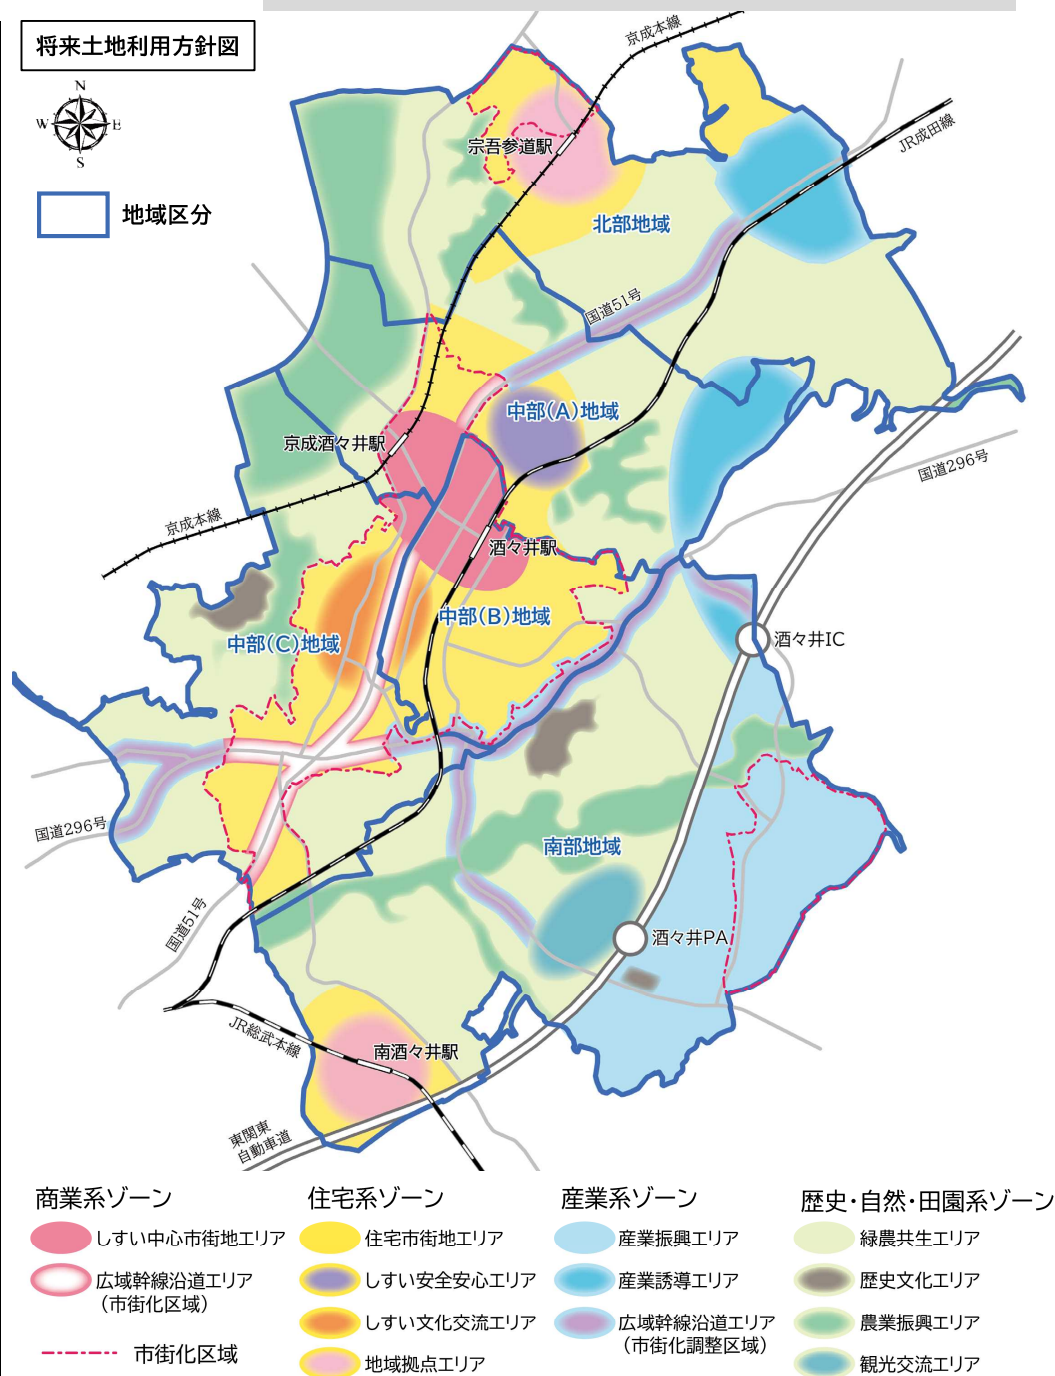 将来土地利用方針図
N
W E
S
地域区分
京成本線
JR成田線
宗吾参道駅
北部地域
国道51号
中部(A)地域
京成酒々井駅
国道296号
京成本線
酒々井駅
中部(B)地域
中部(C)地域
酒々井IC
国道296号
南部地域
国道51号
酒々井PA
JR総武本線
南酒々井駅
東関東
自動車道
商業系ゾーン
しすい中心市街地エリア
広域幹線沿道エリア
(市街化区域)
市街化区域
住宅系ゾーン
住宅市街地エリア
しすい安全安心エリア
しすい文化交流エリア
地域拠点エリア
産業系ゾーン
産業振興エリア
産業誘導エリア
広域幹線沿道エリア
(市街化調整区域)
歴史・自然・田園系ゾーン
緑農共生エリア
歴史文化エリア
農業振興エリア
観光交流エリア